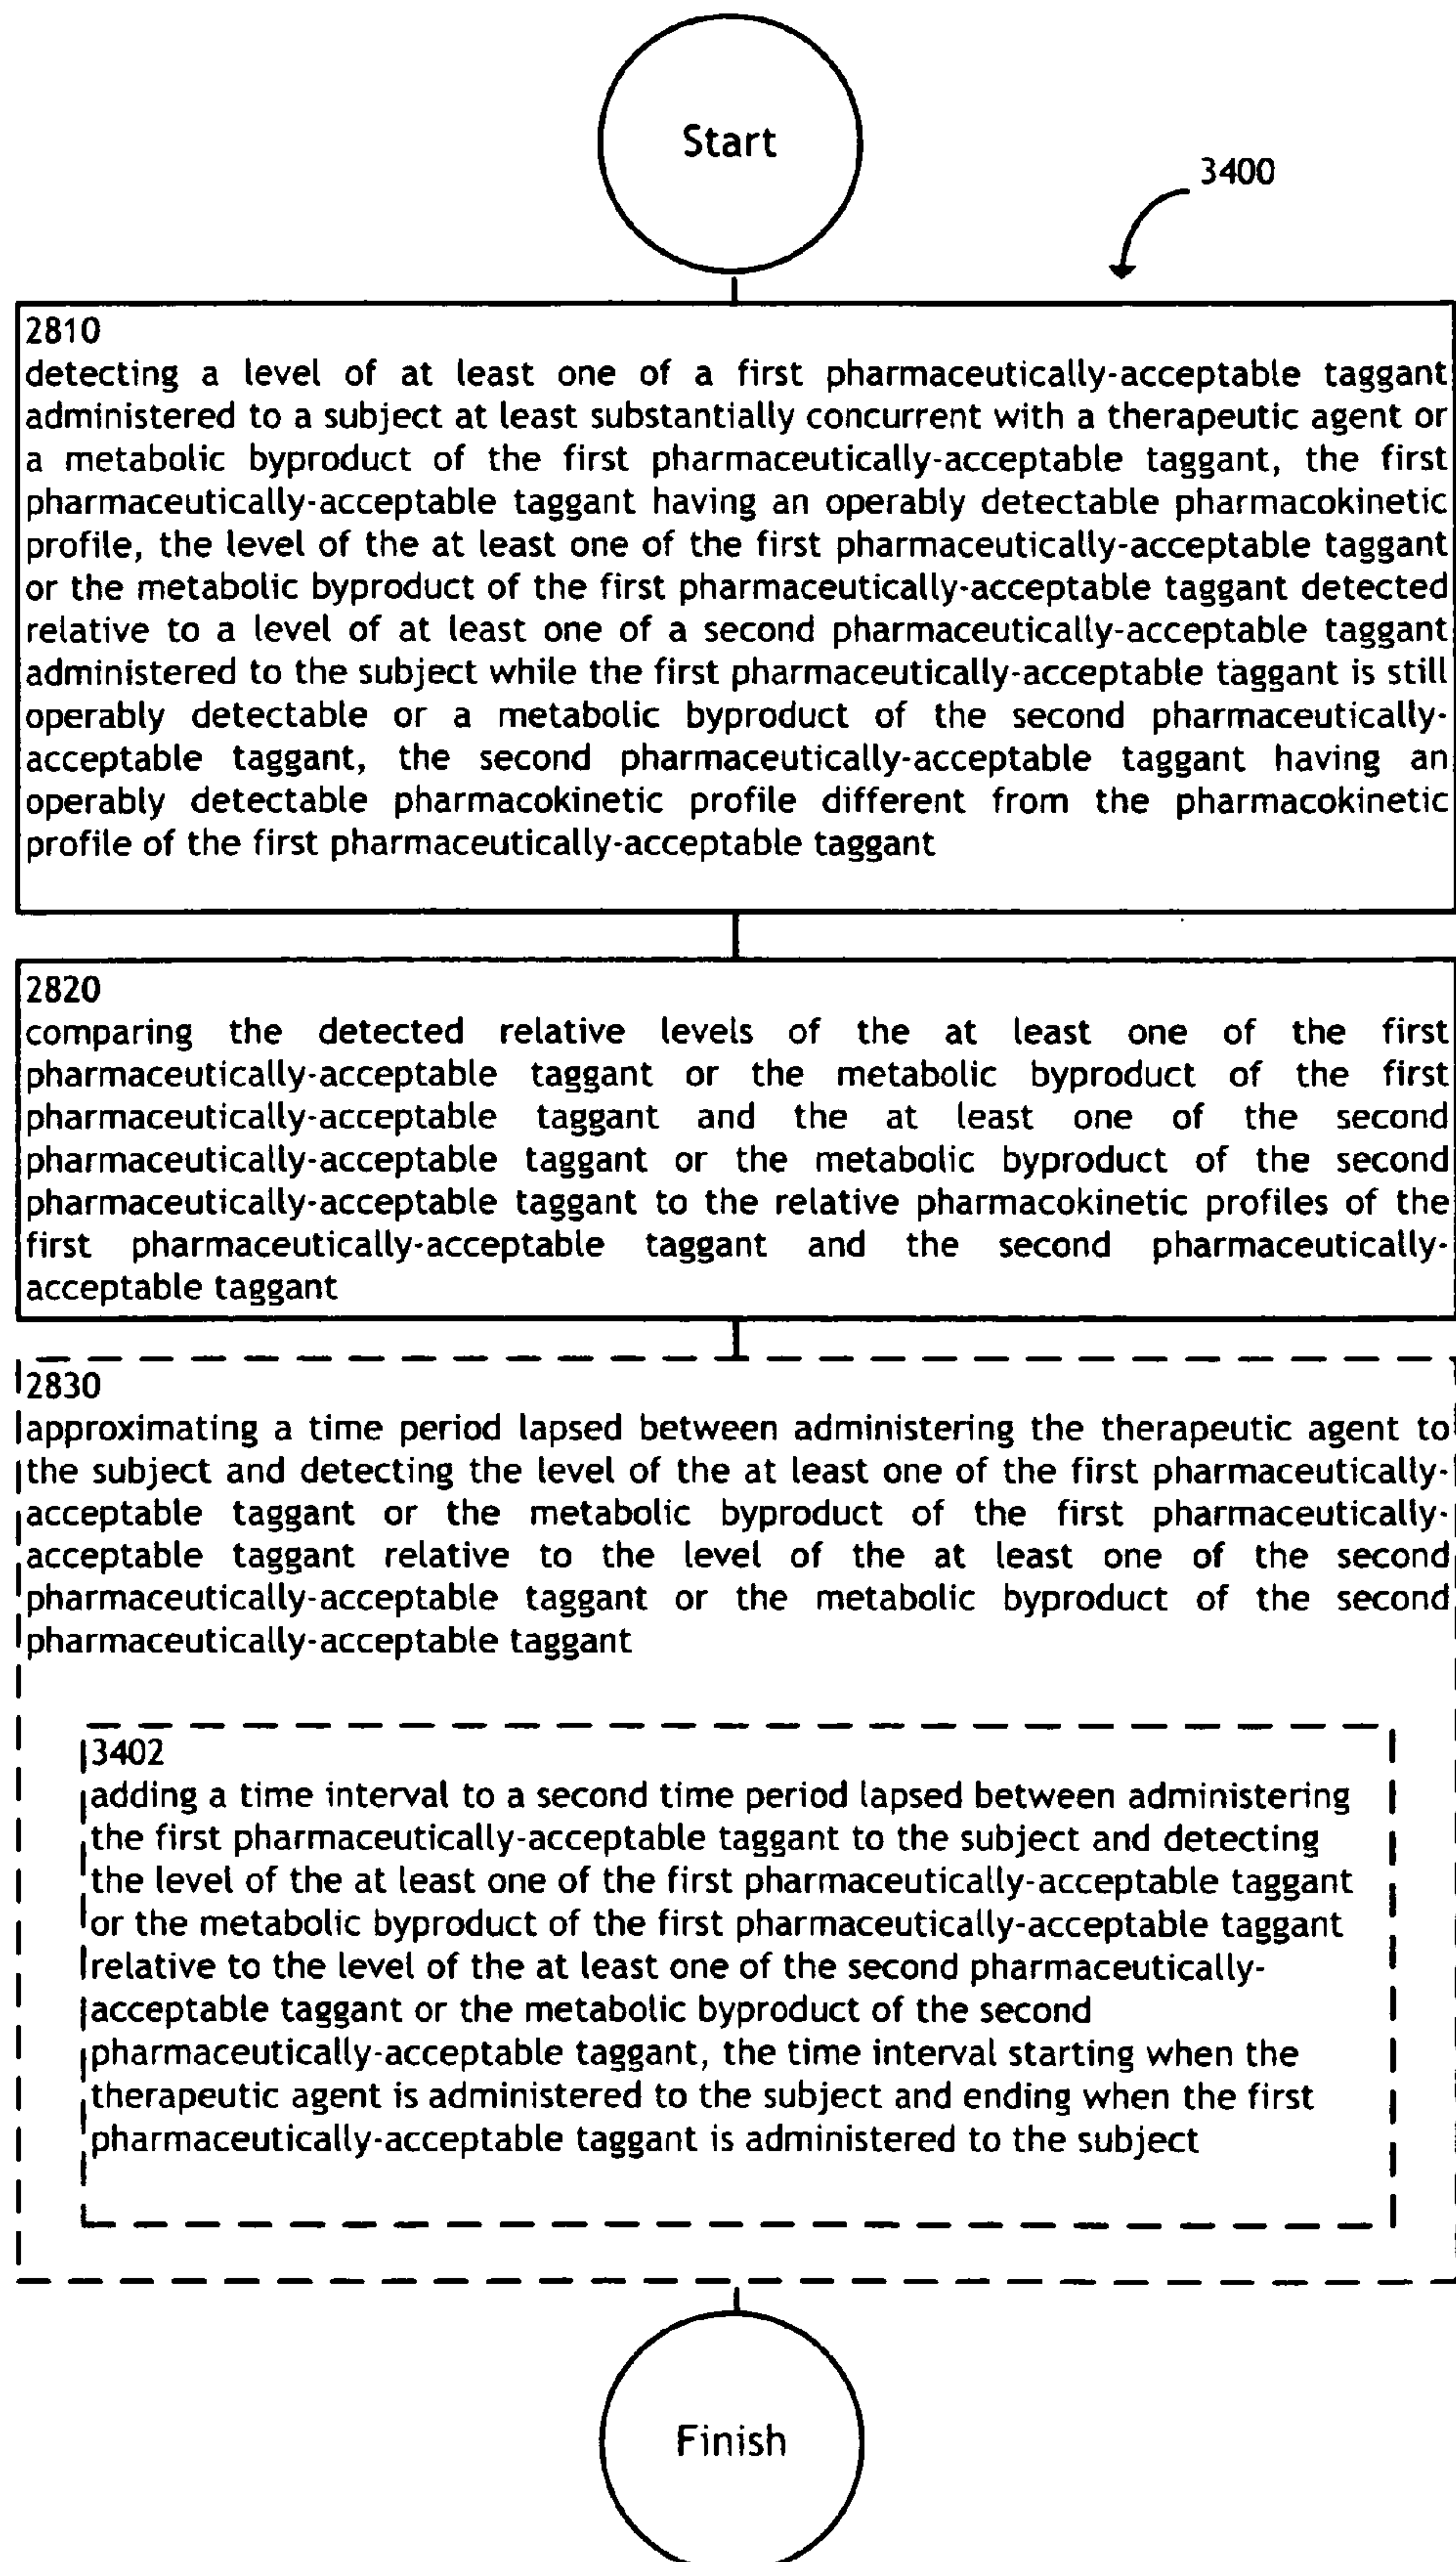 Start
3400
2810
detecting a level of at least one of a first pharmaceutically-acceptable taggant
administered to a subject at least substantially concurrent with a therapeutic agent or
a metabolic byproduct of the first pharmaceutically-acceptable taggant, the first
pharmaceutically-acceptable taggant having an operably detectable pharmacokinetic
profile, the level of the at least one of the first pharmaceutically-acceptable taggant
or the metabolic byproduct of the first pharmaceutically-acceptable taggant detected
relative to a level of at least one of a second pharmaceutically-acceptable taggant
administered to the subject while the first pharmaceutically-acceptable taggant is still
operably detectable or a metabolic byproduct of the second pharmaceutically-
acceptable taggant, the second pharmaceutically-acceptable taggant having an
operably detectable pharmacokinetic profile different from the pharmacokinetic
profile of the first pharmaceutically-acceptable taggant
2820
comparing the detected relative levels of the at least one of the first
pharmaceutically-acceptable taggant or the metabolic byproduct of the first
pharmaceutically-acceptable taggant and the at least one of the second
pharmaceutically-acceptable taggant or the metabolic byproduct of the second
pharmaceutically-acceptable taggant to the relative pharmacokinetic profiles of the
first pharmaceutically-acceptable taggant and the second pharmaceutically-
acceptable taggant
2830
approximating a time period lapsed between administering the therapeutic agent to
the subject and detecting the level of the at least one of the first pharmaceutically-
acceptable taggant or the metabolic byproduct of the first pharmaceutically-
acceptable taggant relative to the level of the at least one of the second
pharmaceutically-acceptable taggant or the metabolic byproduct of the second
pharmaceutically-acceptable taggant
3402
adding a time interval to a second time period lapsed between administering
the first pharmaceutically-acceptable taggant to the subject and detecting
the level of the at least one of the first pharmaceutically-acceptable taggant
or the metabolic byproduct of the first pharmaceutically-acceptable taggant
relative to the level of the at least one of the second pharmaceutically-
acceptable taggant or the metabolic byproduct of the second
pharmaceutically-acceptable taggant, the time interval starting when the
therapeutic agent is administered to the subject and ending when the first
pharmaceutically-acceptable taggant is administered to the subject
Finish